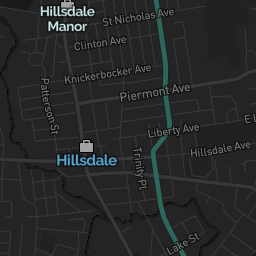 St Nicholas Ave
Hillsdale
Manor
Clinton Ave
Knickerbocker Ave
Piermont Ave
Patterson St
E L
Liberty Ave
Hillsdale Ave
Hillsdale
Trinity Pl
Lake St